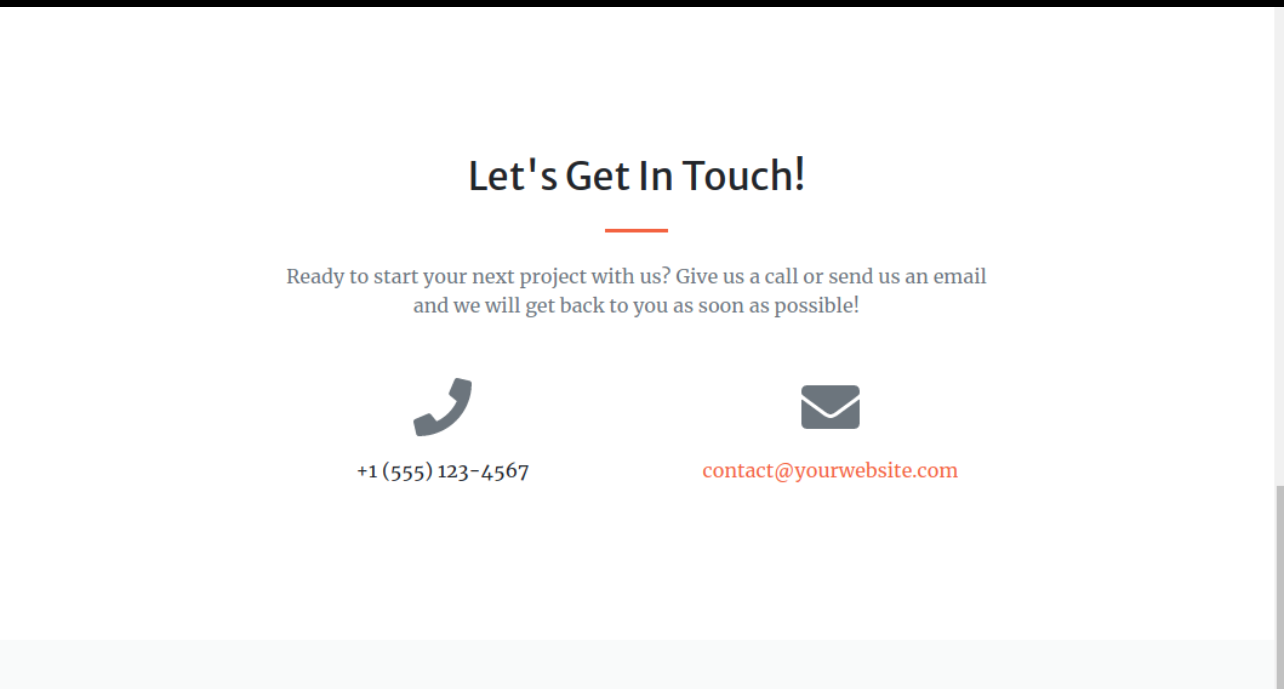 Let's Get In Touch!
Ready to start your next project with us? Give us a call or send us an email
and we will get back to you as soon as possible!
+1 (555) 123-4567
contact@yourwebsite.com